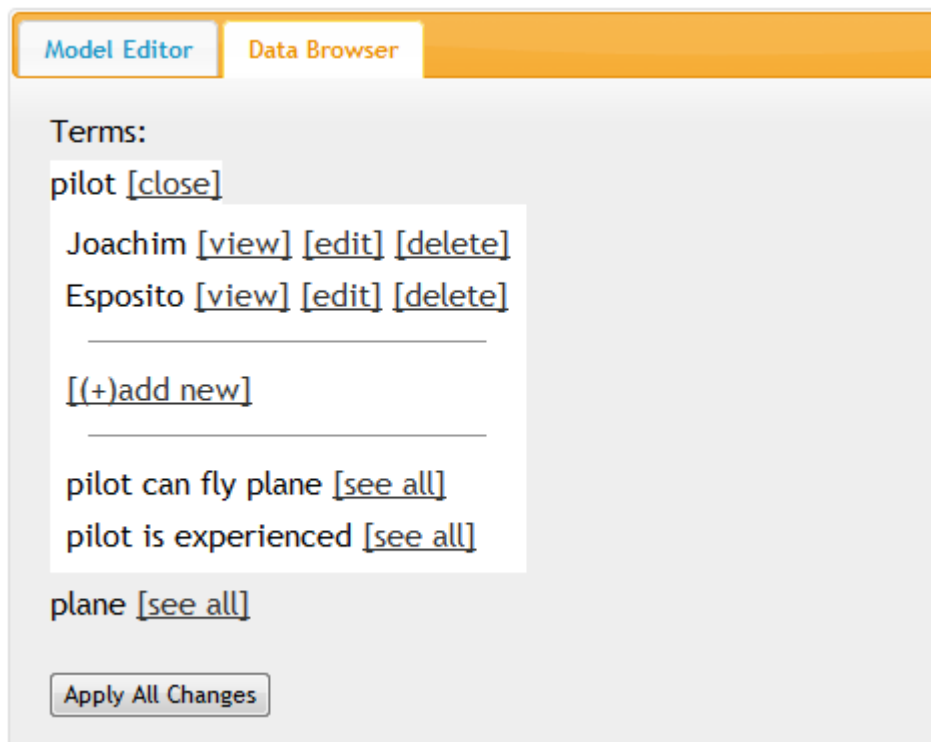 Model Editor Data Browser
Terms:
pilot [close]
Joachim [view] [edit] [delete]
Esposito [view] [edit] [delete]
[(+)add new]
pilot can fly plane [see all]
pilot is experienced [see all]
plane [see all]
Apply All Changes